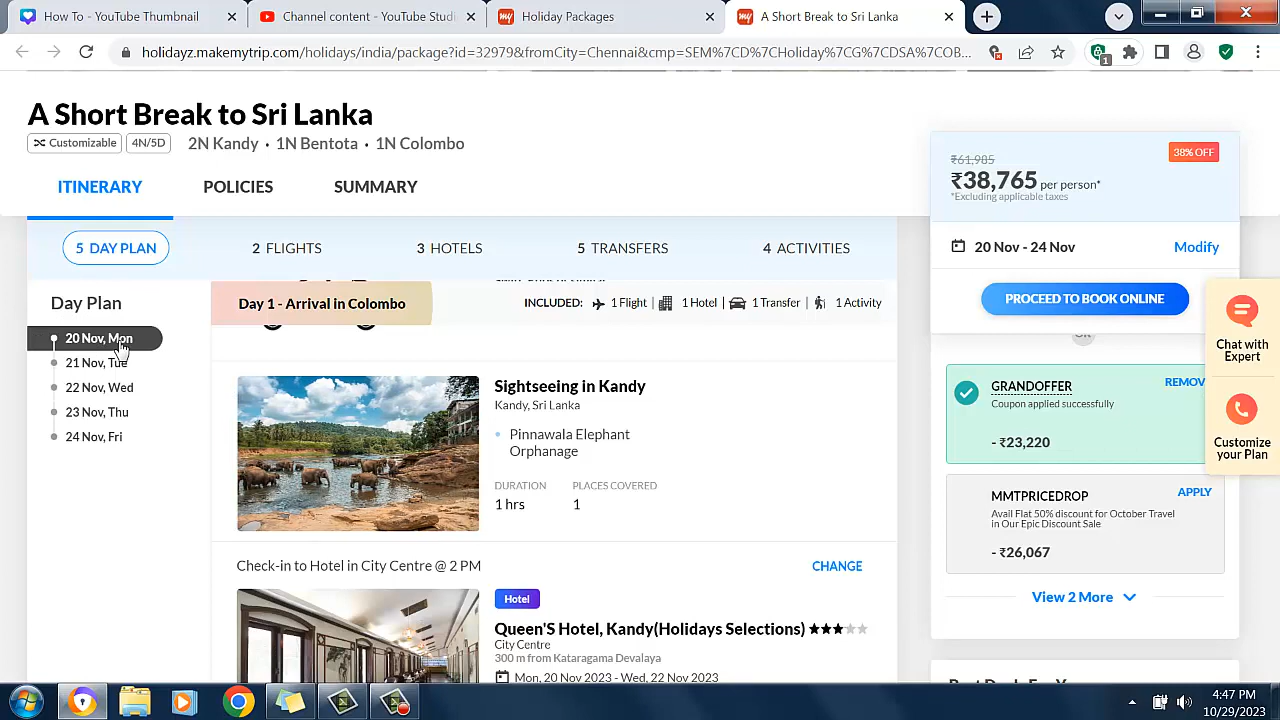 How To - YouTube Thumbnail
Channel content - YouTube Stud
Holiday Packages
A Short Break to Sri Lanka
holidayz.makemytrip.com/holidays/india/package?id=32979&fromCity=Chennai&cmp=SEM%7CD%7CHoliday%7CG%7CDSA%7COB...
A Short Break to Sri Lanka
Customizable
4N/5D
2N Kandy • 1N Bentota • 1N Colombo
ITINERARY
POLICIES
SUMMARY
5 DAY PLAN
2 FLIGHTS
3 HOTELS
5 TRANSFERS
4 ACTIVITIES
Day Plan
20 Nov, Mon
21 Nov, Tue
22 Nov, Wed
23 Nov, Thu
24 Nov, Fri
Day 1 - Arrival in Colombo
INCLUDED: 1 Flight | 1 Hotel | 1 Transfer | 1 Activity
Sightseeing in Kandy
Kandy, Sri Lanka
• Pinnawala Elephant
Orphanage
DURATION
PLACES COVERED
1 hrs
1
Check-in to Hotel in City Centre @ 2 PM
CHANGE
Hotel
Queen'S Hotel, Kandy(Holidays Selections)
City Centre
300 m from Kataragama Devalaya
Mon, 20 Nov 2023 - Wed, 22 Nov 2023
₹61,985
38% OFF
₹38,765 per person*
*Excluding applicable taxes
20 Nov - 24 Nov
Modify
PROCEED TO BOOK ONLINE
GRANDOFFER
REMOV
Coupon applied successfully
- ₹23,220
MMTPRICEDROP
APPLY
Avail Flat 50% discount for October Travel
in Our Epic Discount Sale
- ₹26,067
View 2 More
Chat with
Expert
Customize
your Plan
4:47 PM
10/29/2023